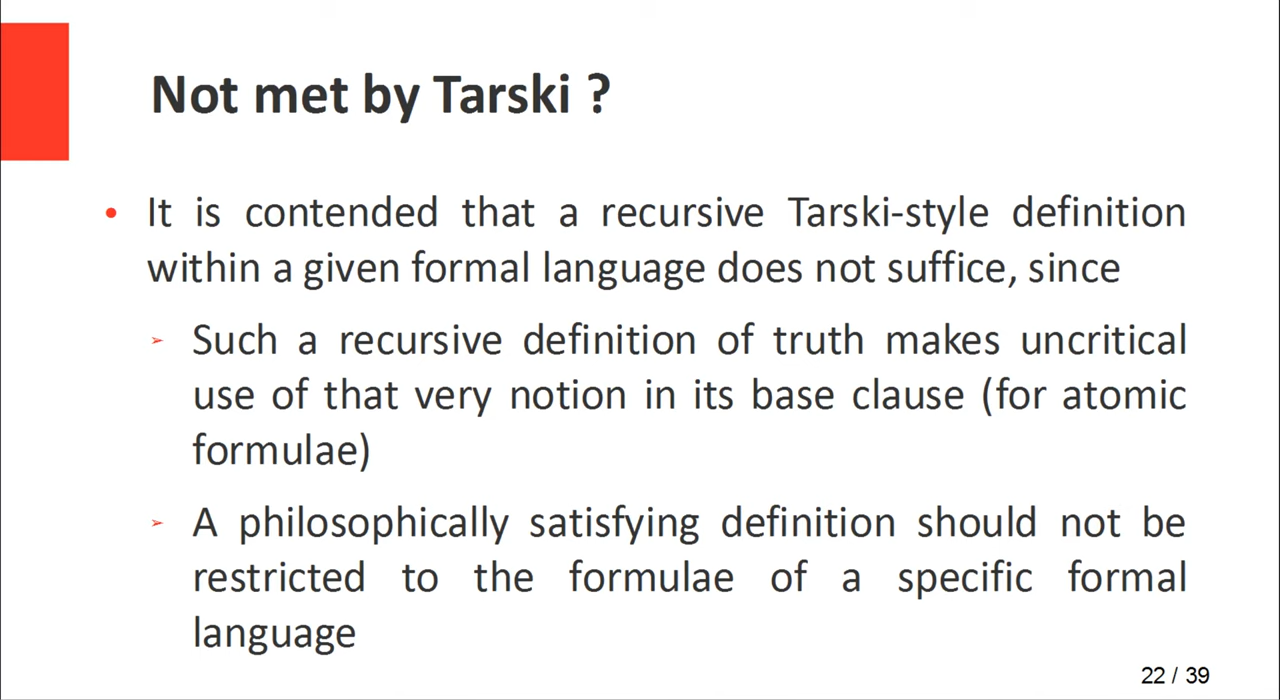 Not met by Tarski ?
• It is contended that a recursive Tarski-style definition
within a given formal language does not suffice, since
➢ Such a recursive definition of truth makes uncritical
use of that very notion in its base clause (for atomic
formulae)
➢ A philosophically satisfying definition should not be
restricted to the formulae of a specific formal
language
22 / 39